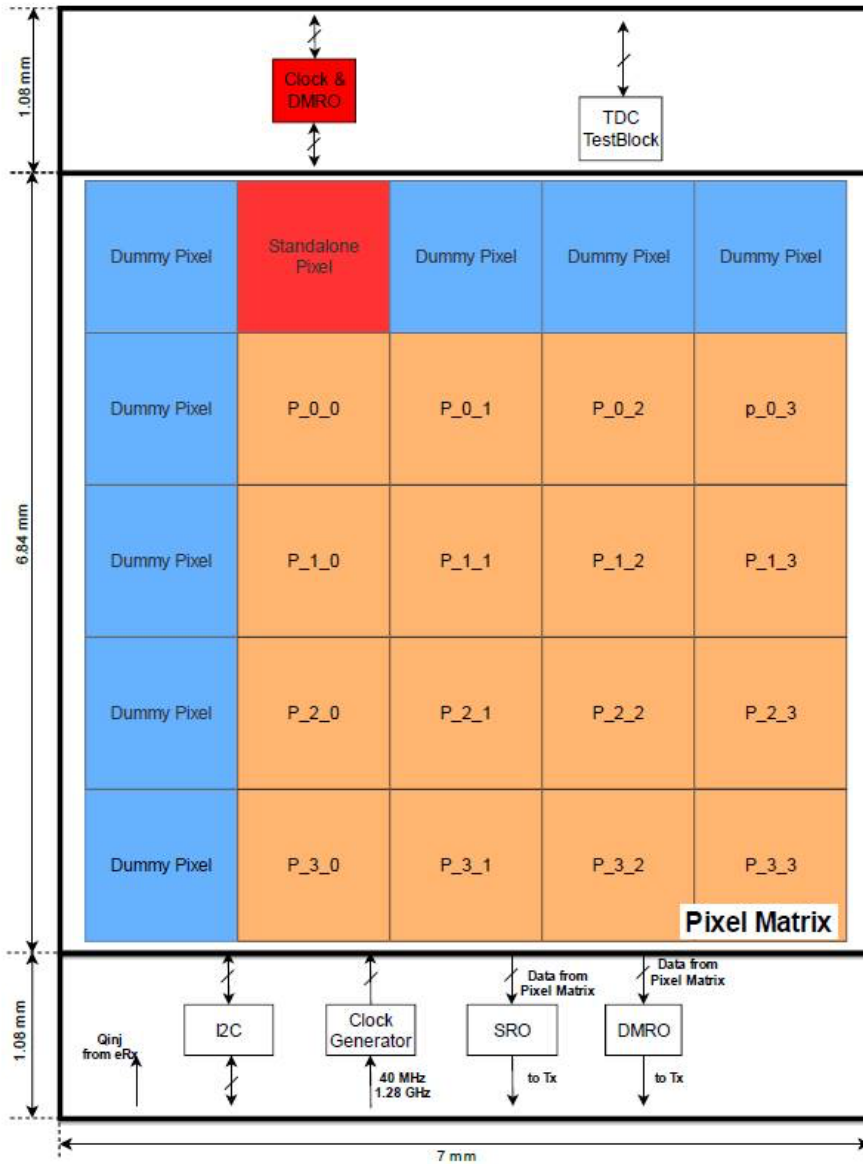 1.08 mm
Clock &
DMRO
TDC
TestBlock
Dummy Pixel
Standalone
Pixel
Dummy Pixel
Dummy Pixel
Dummy Pixel
Dummy Pixel
P_0_0
P_0_1
P_0_2
p_0_3
6.84 mm
Dummy Pixel
P_1_0
P_1_1
P_1_2
P_1_3
Dummy Pixel
P_2_0
P_2_1
P_2_2
P_2_3
Dummy Pixel
P_3_0
P_3_1
P_3_2
P_3_3
Pixel Matrix
1.08 mm
Qinj
from eRx
I2C
Clock
Generator
40 MHz
1.28 GHz
Data from
Pixel Matrix
SRO
to Tx
Data from
Pixel Matrix
DMRO
to Tx
7 mm